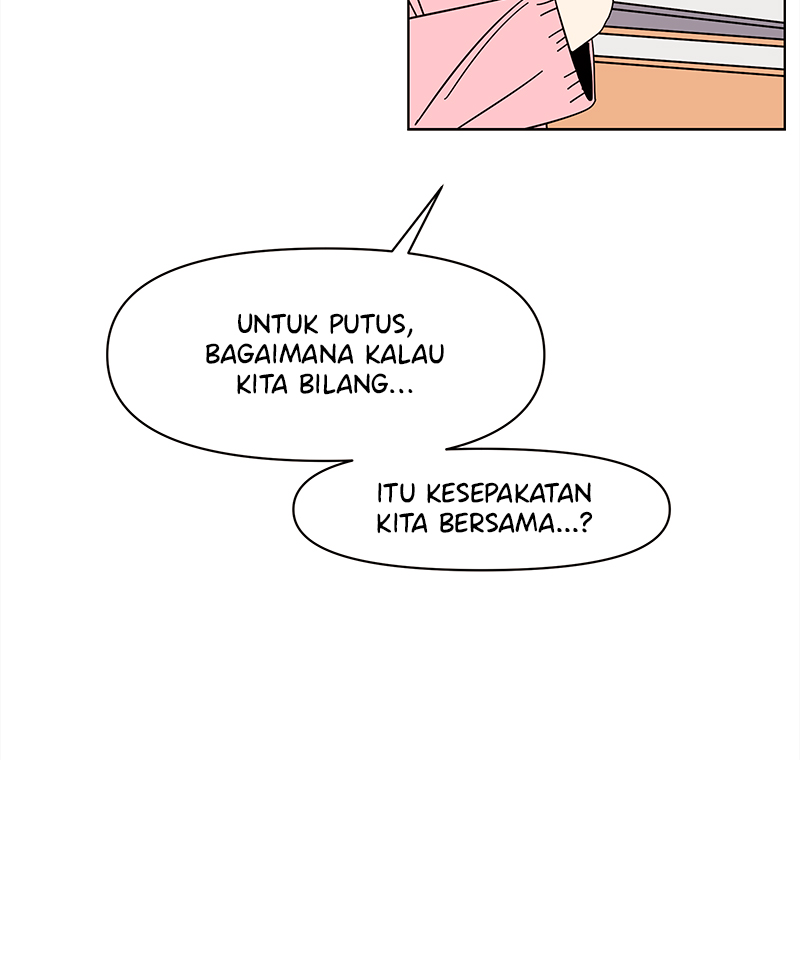 UNTUK PUTUS,
BAGAIMANA KALAU
KITA BILANG...
ITU KESEPAKATAN
KITA BERSAMA...?